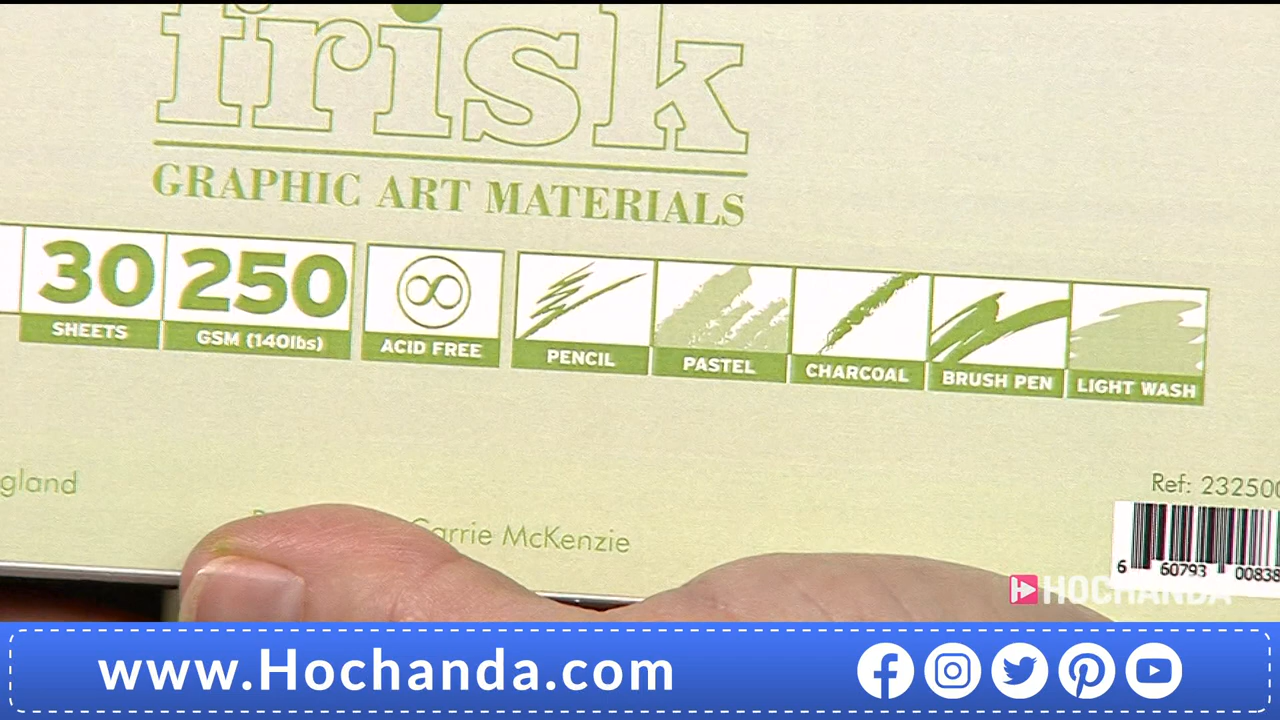 frisk
GRAPHIC ART MATERIALS
30 250
SHEETS GSM (140lbs) ACID FREE PENCIL PASTEL CHARCOAL BRUSH PEN LIGHT WASH
gland
Ref: 232500
Carrie McKenzie
6 60793 00838
HOCHANDA
www.Hochanda.com